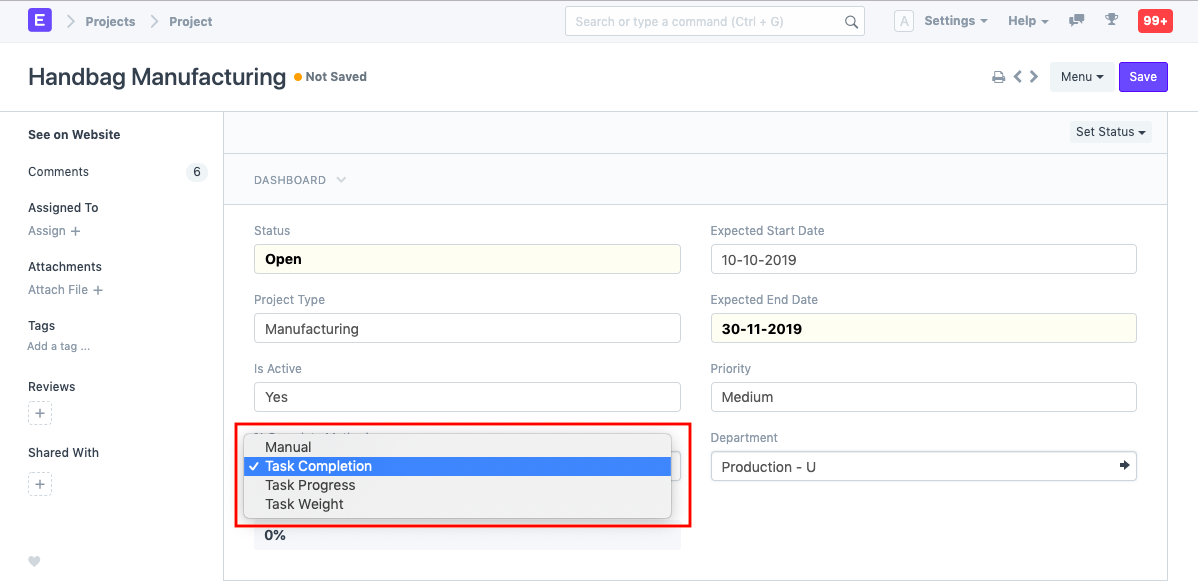 E Projects Project Search or type a command (Ctrl + G) A Settings Help 99+
Handbag Manufacturing Not Saved Menu Save
See on Website
Comments 6
Assigned To
Assign +
Attachments
Attach File +
Tags
Add a tag ...
Reviews
+
Shared With
+
Set Status
DASHBOARD
Status
Open
Project Type
Manufacturing
Is Active
Yes
Manual
✓ Task Completion
Task Progress
Task Weight
0%
Expected Start Date
10-10-2019
Expected End Date
30-11-2019
Priority
Medium
Department
Production - U